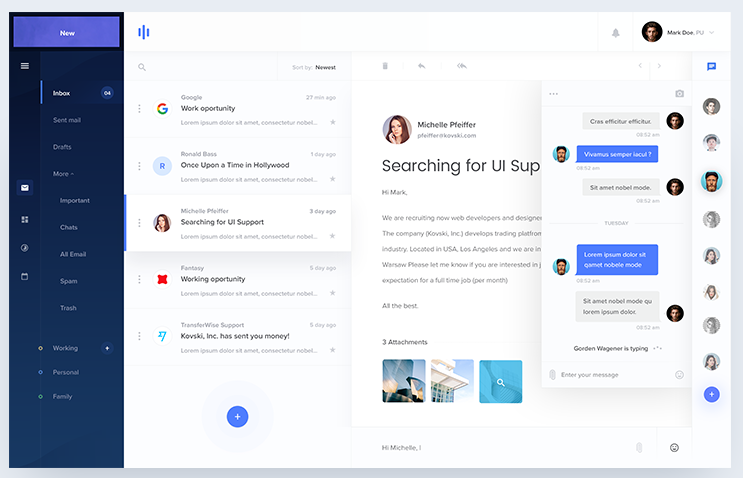 New
Mark Doe, PU
Inbox
04
Sent mail
Drafts
More
Important
Chats
All Email
Spam
Trash
Working
Personal
Family
Sort by: Newest
Google
27 min ago
Work oportunity
Lorem ipsum dolor sit amet, consectetur nobel...
R
Ronald Bass
1 day ago
Once Upon a Time in Hollywood
Lorem ipsum dolor sit amet, consectetur nobel...
Michelle Pfeiffer
3 day ago
Searching for UI Support
Lorem ipsum dolor sit amet, consectetur nobel...
Fantasy
5 day ago
Working oportunity
Lorem ipsum dolor sit amet, consectetur nobel...
TransferWise Support
5 day ago
Kovski, Inc. has sent you money!
Lorem ipsum dolor sit amet, consectetur nobel...
Michelle Pfeiffer
pfeiffer@kovski.com
Searching for UI Sup
Hi Mark,
We are recruiting now web developers and designer
The company (Kovski, Inc.) develops trading platfrom
industry. Located in USA, Los Angeles and we are in
Warsaw Please let me know if you are interested in j
expectation for a full time job (per month)
All the best.
3 Attachments
Hi Michelle, |
Cras efficitur efficitur.
08:52 am
Vivamus semper iacul ?
08:52 am
Sit amet nobel mode.
08:52 am
TUESDAY
Lorem ipsum dolor sit
qamet nobele mode
08:52 am
Sit amet nobel mode qu
lorem ipsum dolor.
08:52 am
Gorden Wagener is typing
Enter your message